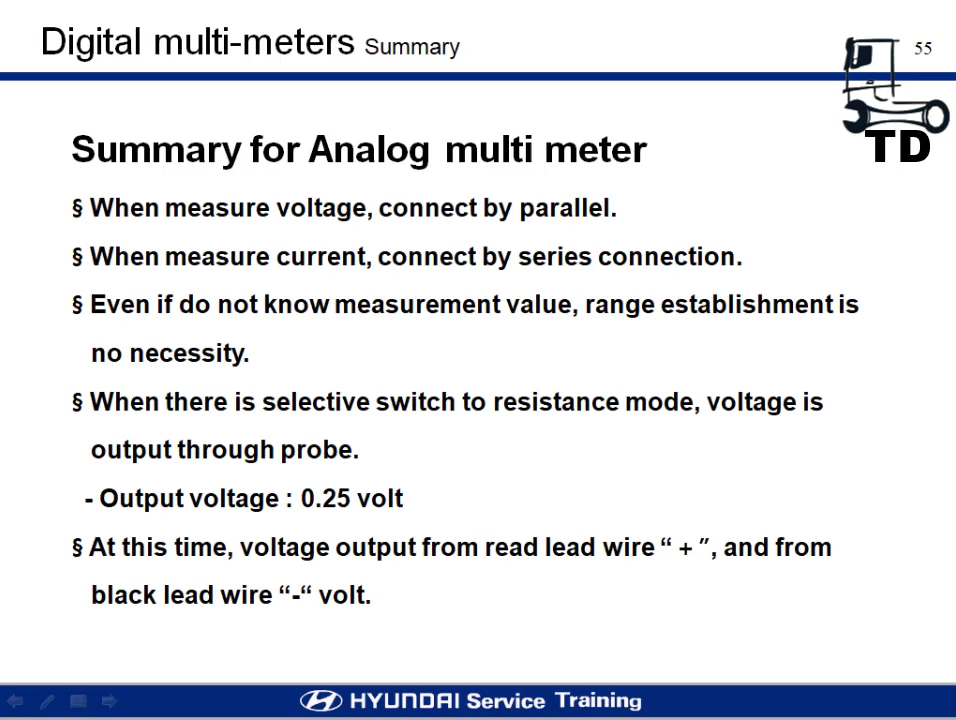 Digital multi-meters Summary
55
TD
Summary for Analog multi meter
§ When measure voltage, connect by parallel.
§ When measure current, connect by series connection.
§ Even if do not know measurement value, range establishment is
no necessity.
§ When there is selective switch to resistance mode, voltage is
output through probe.
- Output voltage : 0.25 volt
§ At this time, voltage output from read lead wire “ + ”, and from
black lead wire “-“ volt.
HYUNDAI Service Training